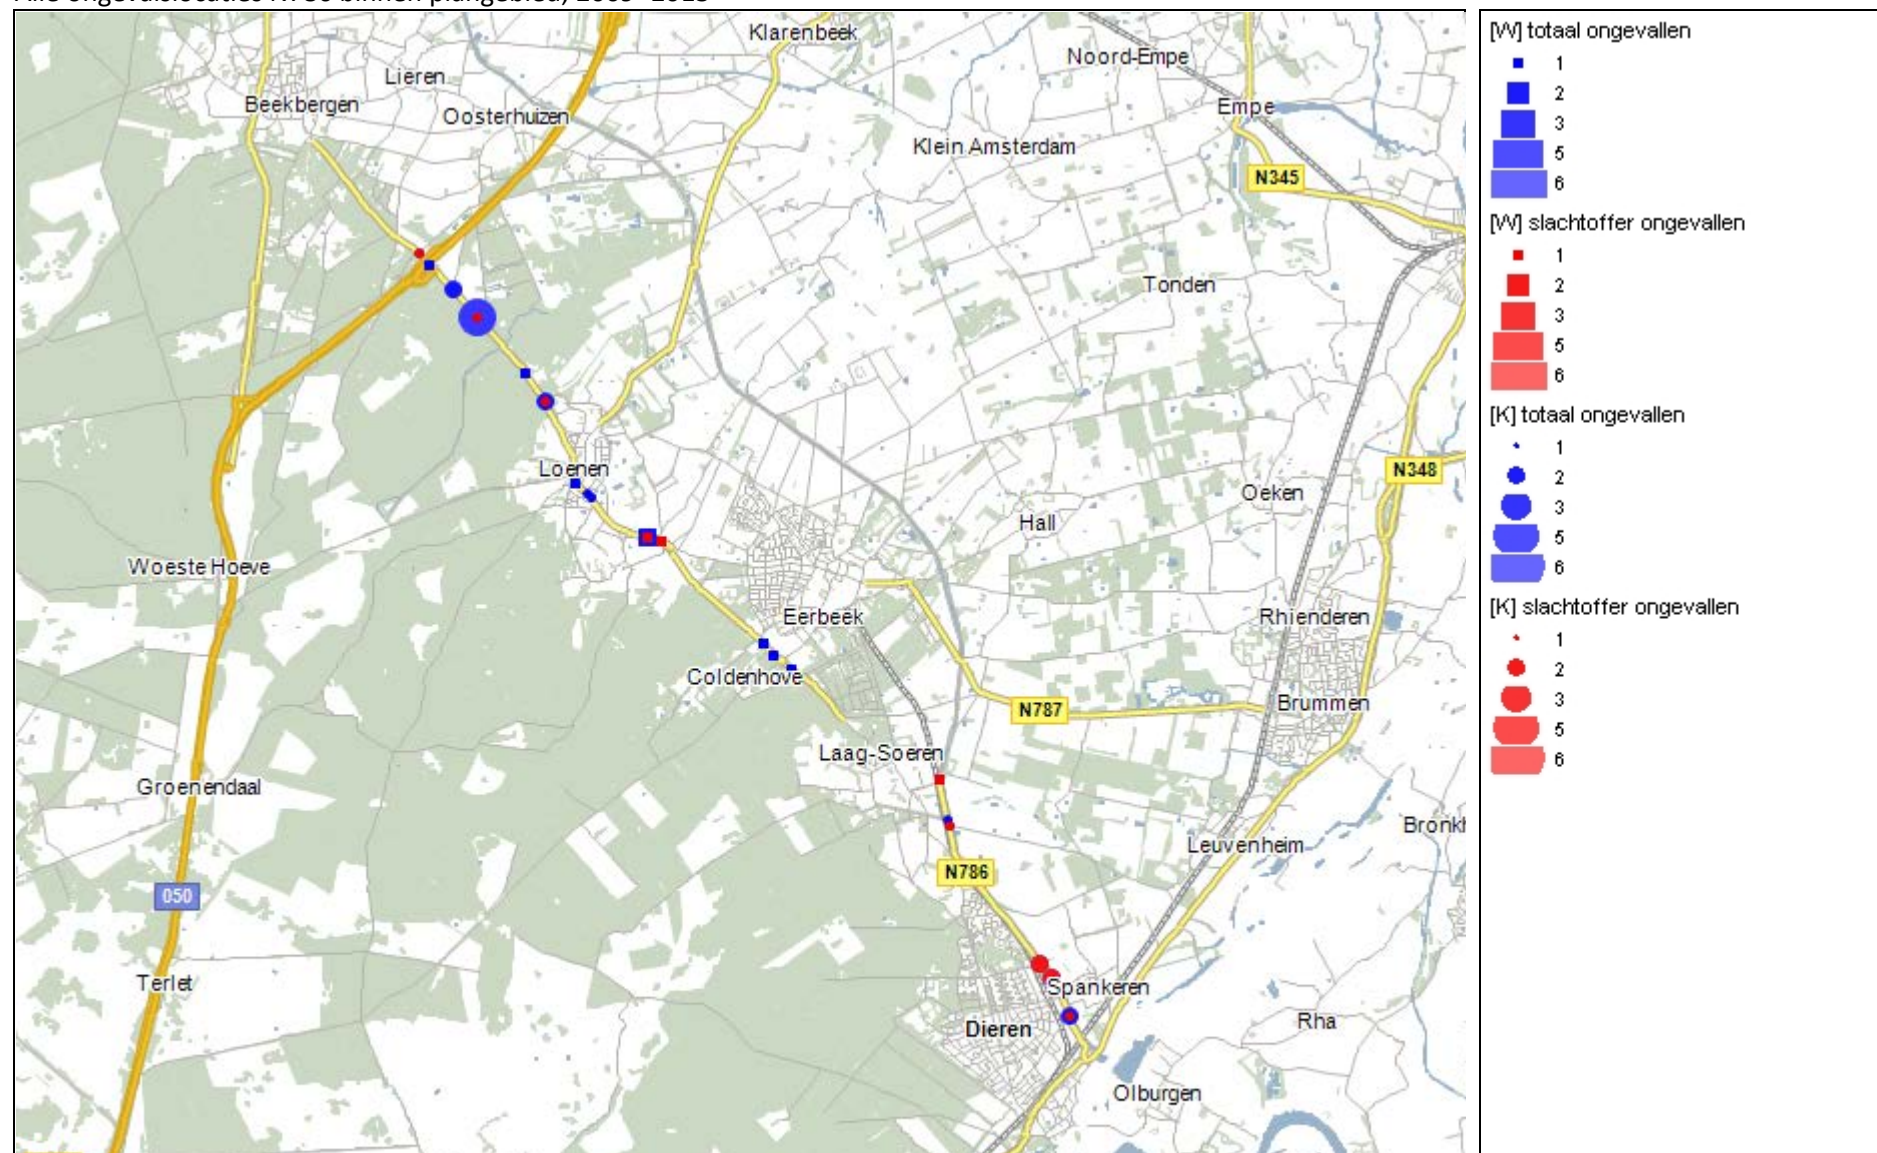 Klarenbeek
Noord-Empe
Lieren
Beekbergen
Oosterhuizen
Empe
Klein Amsterdam
N345
Tonden
Loenen
N348
Oeken
Hall
Woeste Hoeve
Eerbeek
Rhienderen
Coldenhove
Brummen
N787
Laag-Soeren
Groenendaal
Leuvenheim
N786
050
Terlet
Spankeren
Dieren
Rha
Olburgen
[W] totaal ongevallen
1
2
3
5
6
[W] slachtoffer ongevallen
1
2
3
5
6
[K] totaal ongevallen
1
2
3
5
6
[K] slachtoffer ongevallen
1
2
3
5
6